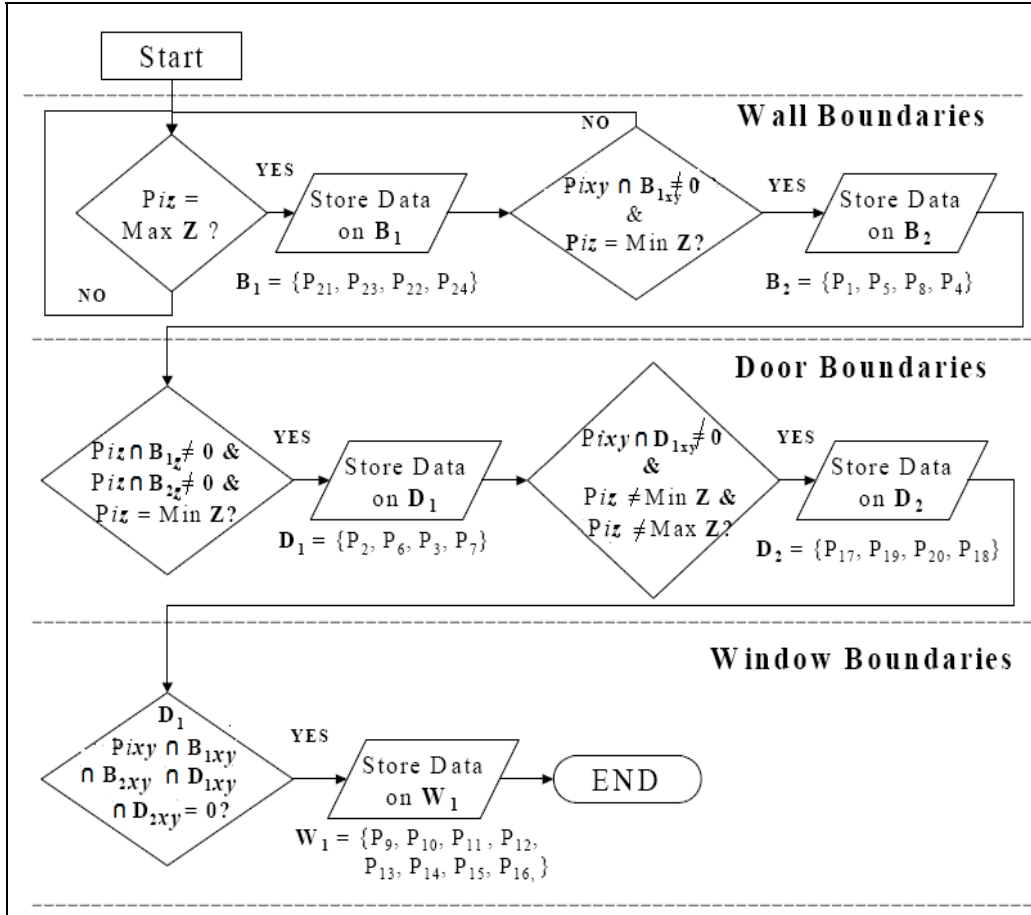 Start
Wall Boundaries
NO
Piz =
Max Z ?
YES
Store Data
on B₁
Pixy ∩ B₁ₓᵧ ≠ 0
&
Piz = Min Z?
YES
Store Data
on B₂
NO
B₁ = {P₂₁, P₂₃, P₂₂, P₂₄}
B₂ = {P₁, P₅, P₈, P₄}
Door Boundaries
Piz ∩ B₁z ≠ 0 &
Piz ∩ B₂z ≠ 0 &
Piz = Min Z?
YES
Store Data
on D₁
Pixy ∩ D₁ₓᵧ ≠ 0
&
Piz ≠ Min Z &
Piz ≠ Max Z?
YES
Store Data
on D₂
D₁ = {P₂, P₆, P₃, P₇}
D₂ = {P₁₇, P₁₉, P₂₀, P₁₈}
Window Boundaries
D₁
Pixy ∩ B₁xy
∩ B₂xy ∩ D₁xy
∩ D₂xy = 0?
YES
Store Data
on W₁
END
W₁ = {P₉, P₁₀, P₁₁ , P₁₂,
P₁₃, P₁₄, P₁₅, P₁₆, }